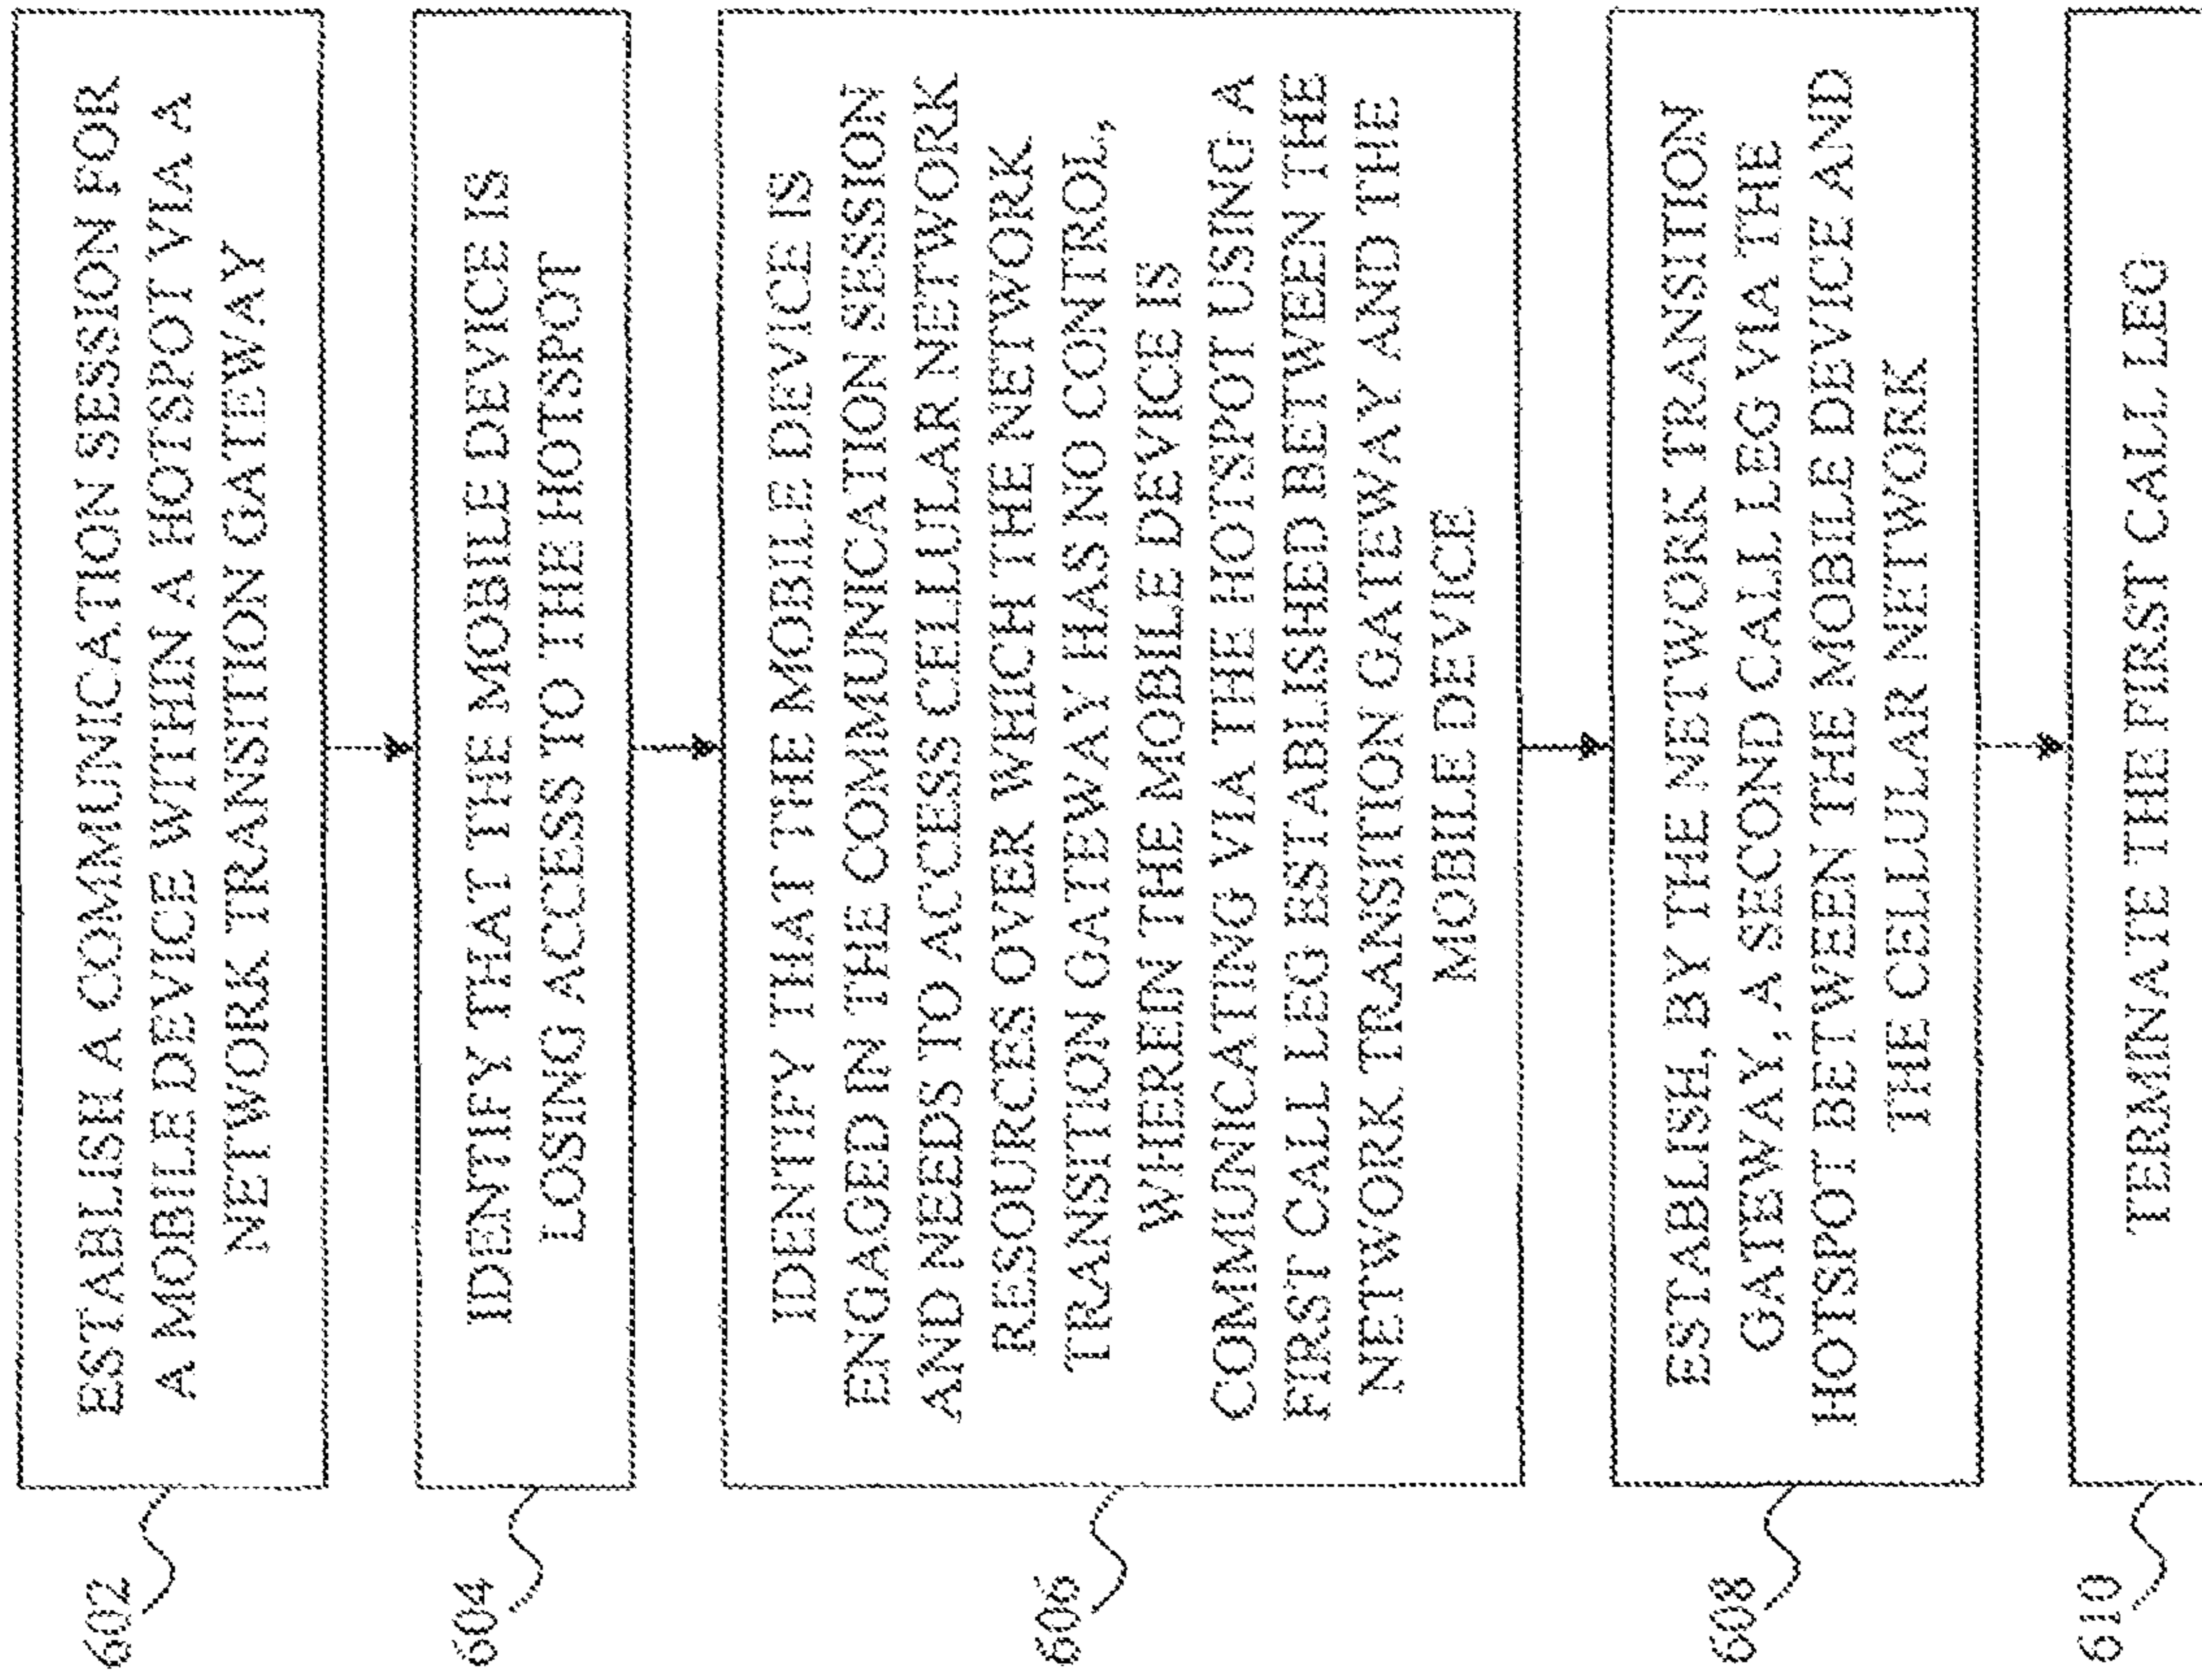 602
ESTABLISH A COMMUNICATION SESSION FOR
A MOBILE DEVICE WITHIN A HOTSPOT VIA A
NETWORK TRANSITION GATEWAY
604
IDENTIFY THAT THE MOBILE DEVICE IS
LOSING ACCESS TO THE HOTSPOT
606
IDENTIFY THAT THE MOBILE DEVICE IS
ENGAGED IN THE COMMUNICATION SESSION
AND NEEDS TO ACCESS CELLULAR NETWORK
RESOURCES OVER WHICH THE NETWORK
TRANSITION GATEWAY HAS NO CONTROL,
WHEREIN THE MOBILE DEVICE IS
COMMUNICATING VIA THE HOTSPOT USING A
FIRST CALL LEG ESTABLISHED BETWEEN THE
NETWORK TRANSITION GATEWAY AND THE
MOBILE DEVICE
608
ESTABLISH, BY THE NETWORK TRANSITION
GATEWAY, A SECOND CALL LEG VIA THE
HOTSPOT BETWEEN THE MOBILE DEVICE AND
THE CELLULAR NETWORK
610
TERMINATE THE FIRST CALL LEG